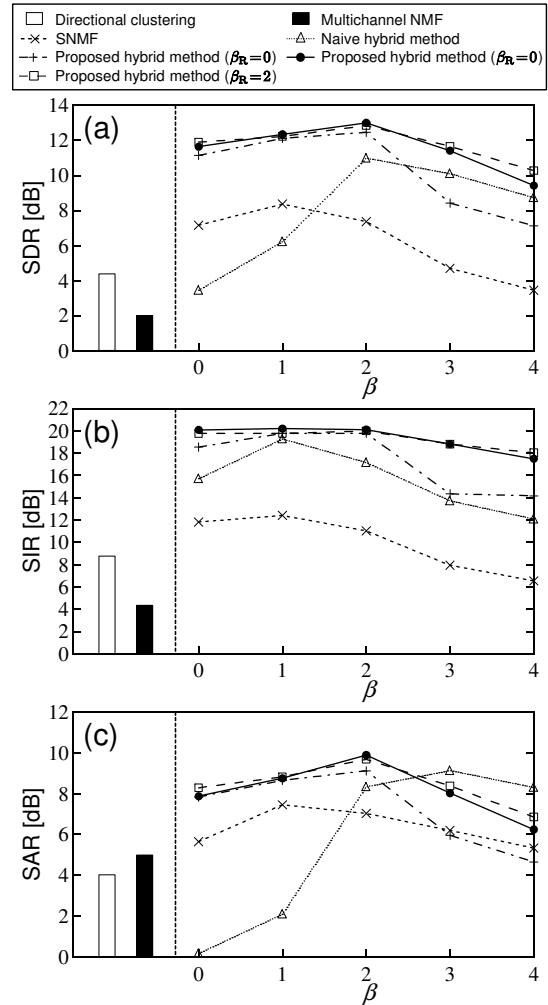 Directional clustering
Multichannel NMF
SNMF
Naive hybrid method
Proposed hybrid method (βR=0)
Proposed hybrid method (βR=0)
Proposed hybrid method (βR=2)
(a)
SDR [dB]
14
12
10
8
6
4
2
0
0 1 2 3 4
β
(b)
SIR [dB]
22
20
18
16
14
12
10
8
6
4
2
0
0 1 2 3 4
β
(c)
SAR [dB]
12
10
8
6
4
2
0
0 1 2 3 4
β